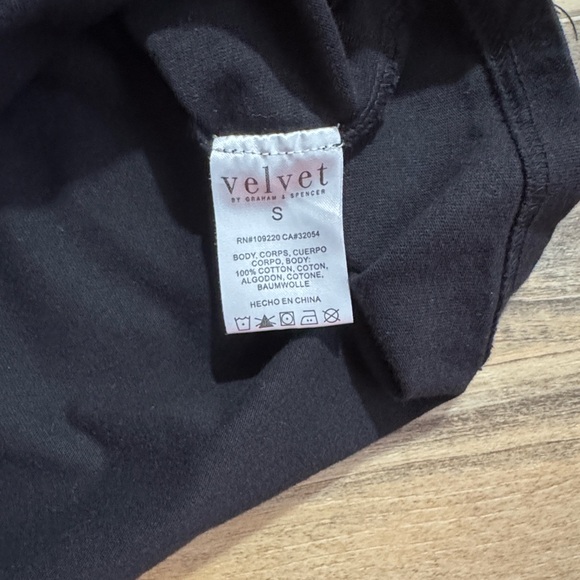 velvet
BY GRAHAM & SPENCER
S
RN#109220 CA#32054
BODY, CORPS, CUERPO
CORPO, BODY:
100% COTTON, COTON,
ALGODON, COTONE,
BAUMWOLLE
HECHO EN CHINA